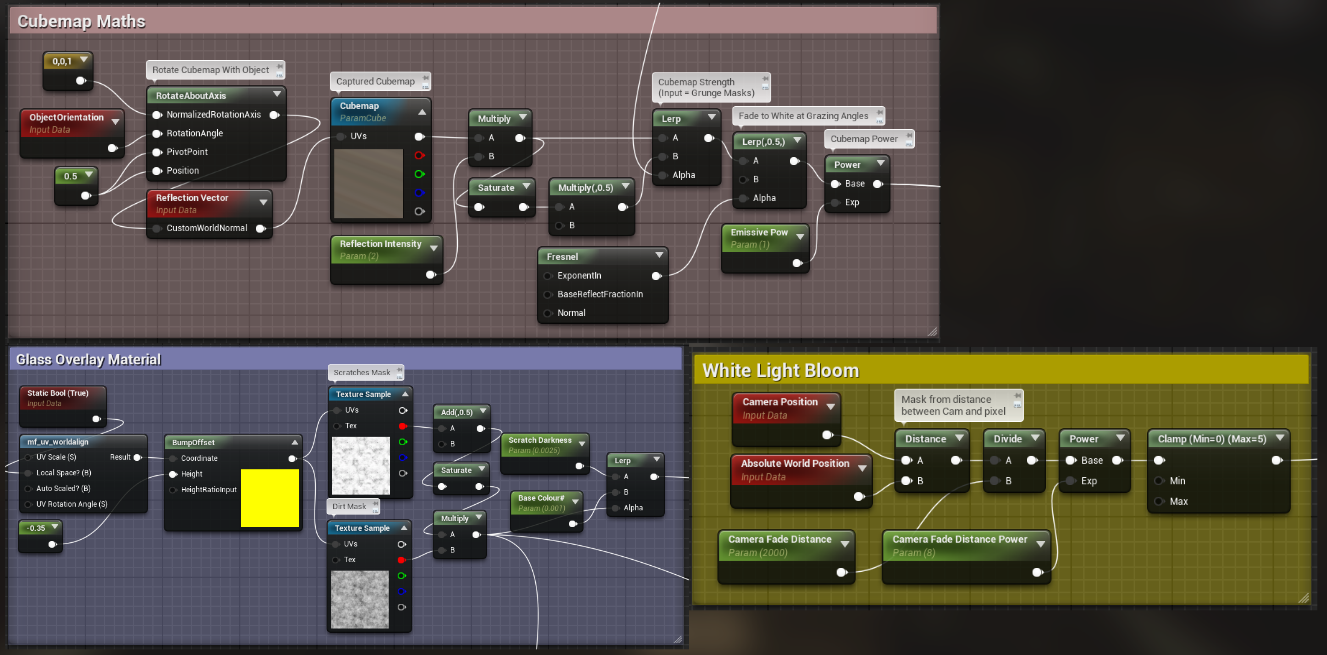 Cubemap Maths
0,0,1
Rotate Cubemap With Object
RotateAboutAxis
NormalizedRotationAxis
RotationAngle
PivotPoint
Position
ObjectOrientation
Input Data
0.5
Reflection Vector
Input Data
CustomWorldNormal
Captured Cubemap
Cubemap
ParamCube
UVs
Reflection Intensity
Param (2)
Multiply
A
B
Saturate
Multiply(,0.5)
A
B
Fresnel
ExponentIn
BaseReflectFractionIn
Normal
Cubemap Strength
(Input = Grunge Masks)
Lerp
A
B
Alpha
Fade to White at Grazing Angles
Lerp(,0.5,)
A
B
Alpha
Emissive Pow
Param (1)
Cubemap Power
Power
Base
Exp
Glass Overlay Material
Static Bool (True)
Input Data
mf_uv_worldalign
UV Scale (S)
Result
Local Space? (B)
Auto Scaled? (B)
UV Rotation Angle (S)
-0.35
BumpOffset
Coordinate
Height
HeightRatioInput
Scratches Mask
Texture Sample
UVs
Tex
Dirt Mask
Texture Sample
UVs
Tex
Add(,0.5)
A
B
Saturate
Multiply
A
B
Scratch Darkness
Param (0.0025)
Base Colour#
Param (0.001)
Lerp
A
B
Alpha
White Light Bloom
Camera Position
Input Data
Absolute World Position
Input Data
Camera Fade Distance
Param (2000)
Mask from distance
between Cam and pixel
Distance
A
B
Divide
A
B
Camera Fade Distance Power
Param (8)
Power
Base
Exp
Clamp (Min=0) (Max=5)
Min
Max